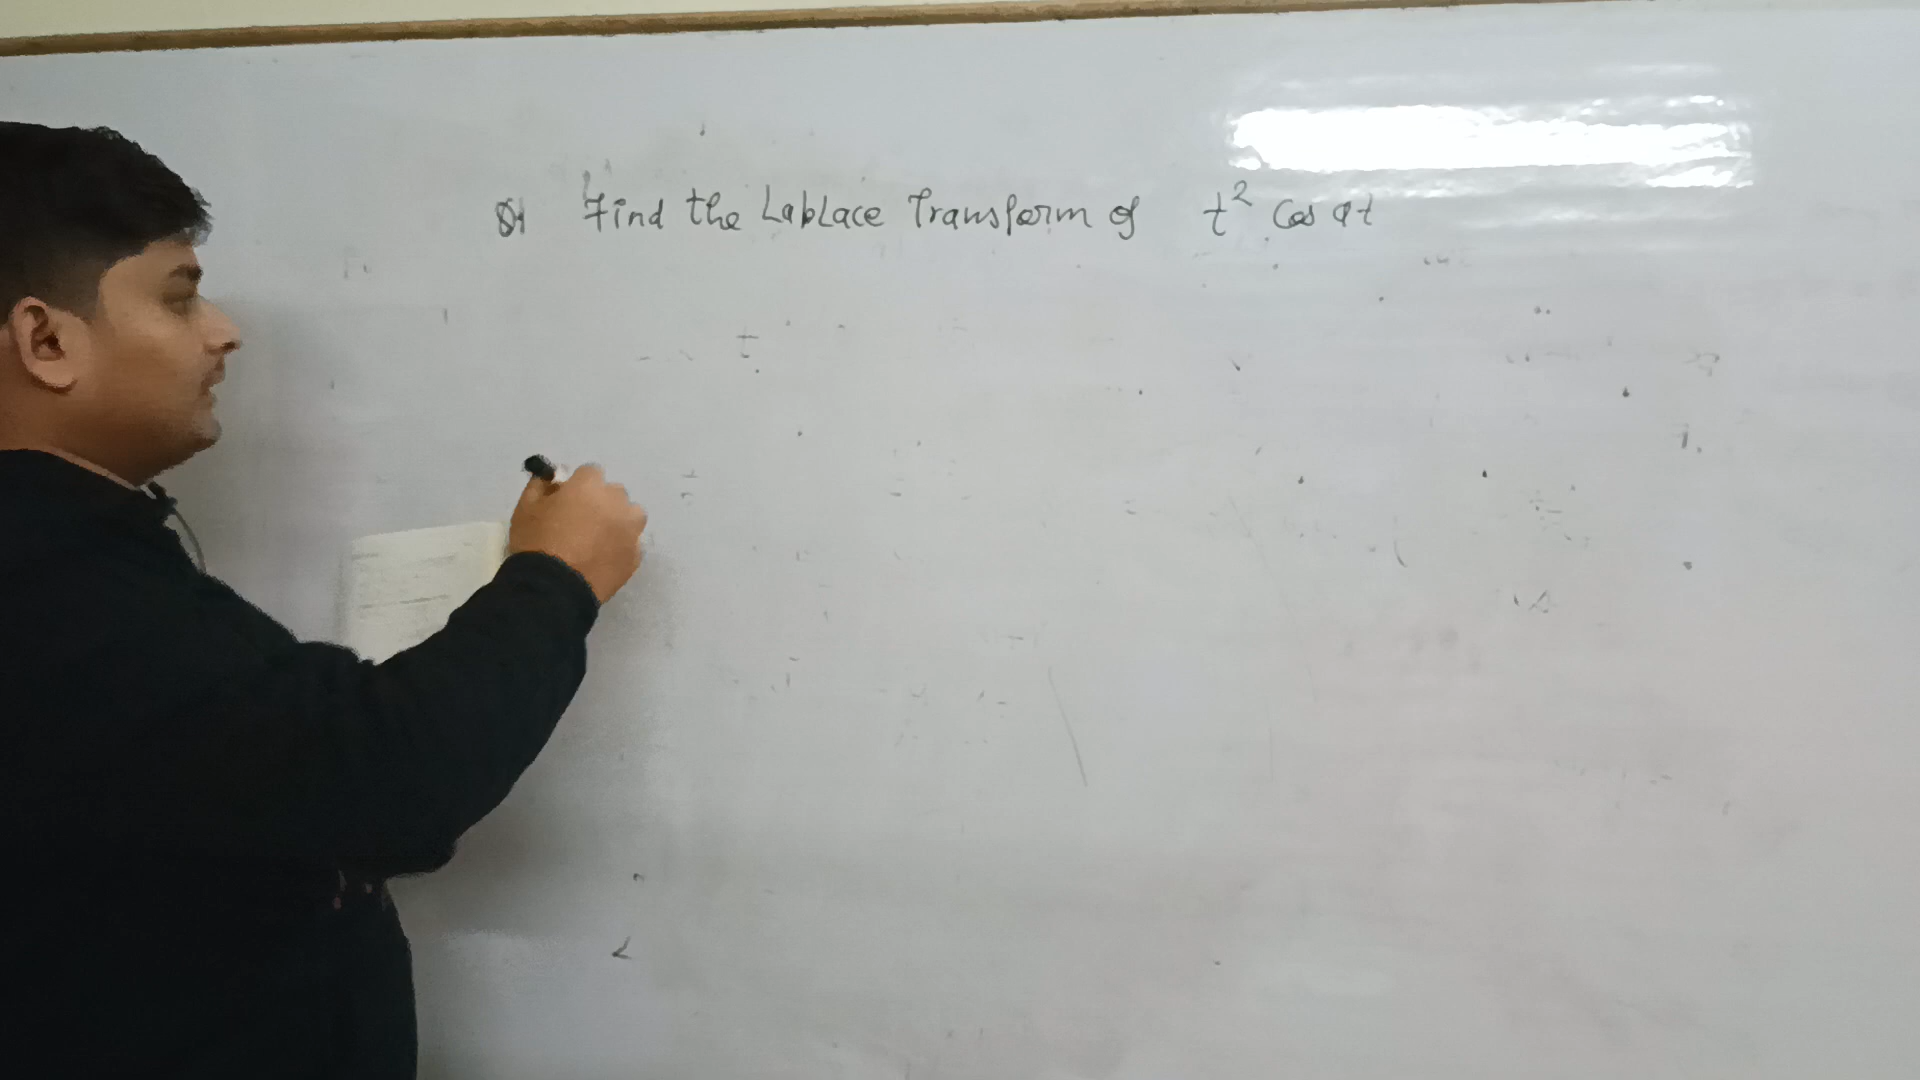 Q1 Find the Lablace Transform of t² Cos at